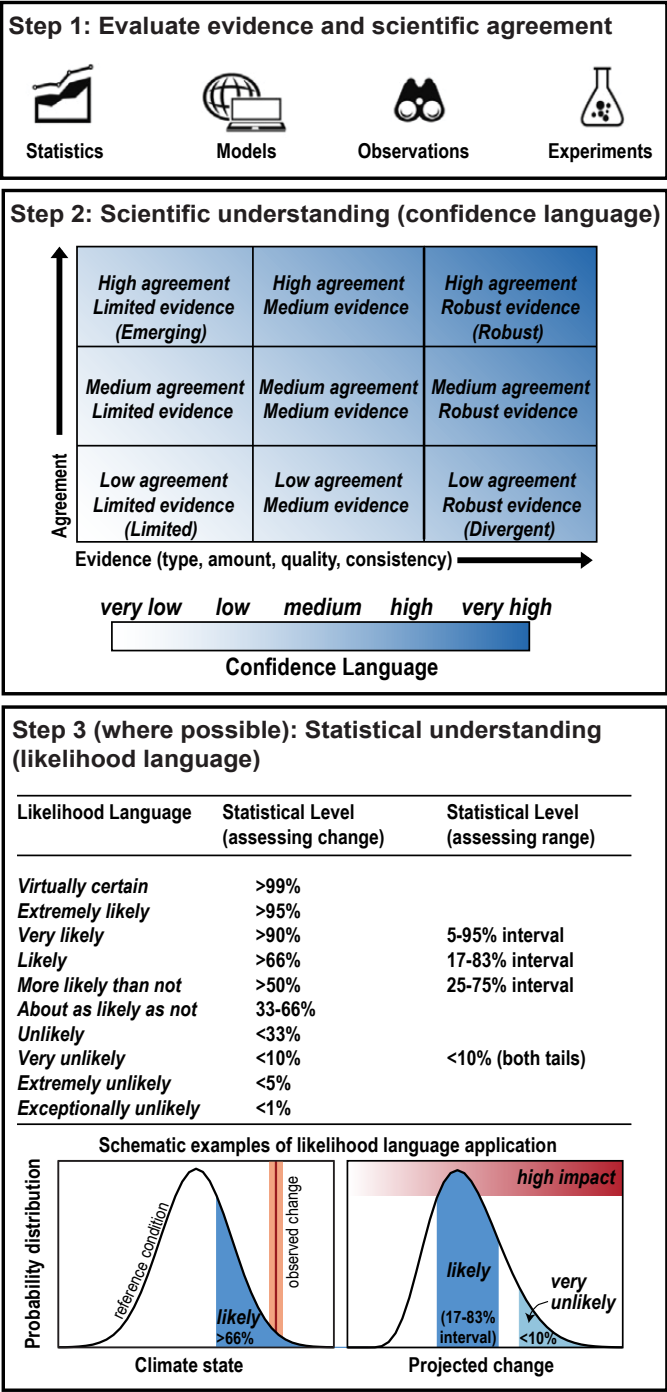 Step 1: Evaluate evidence and scientific agreement
Statistics
Models
Observations
Experiments
Step 2: Scientific understanding (confidence language)
Agreement
High agreement
Limited evidence
(Emerging)
High agreement
Medium evidence
High agreement
Robust evidence
(Robust)
Medium agreement
Limited evidence
Medium agreement
Medium evidence
Medium agreement
Robust evidence
Low agreement
Limited evidence
(Limited)
Low agreement
Medium evidence
Low agreement
Robust evidence
(Divergent)
Evidence (type, amount, quality, consistency)
very low low medium high very high
Confidence Language
Step 3 (where possible): Statistical understanding
(likelihood language)
Likelihood Language
Statistical Level
(assessing change)
Statistical Level
(assessing range)
Virtually certain >99%
Extremely likely >95%
Very likely >90% 5-95% interval
Likely >66% 17-83% interval
More likely than not >50% 25-75% interval
About as likely as not 33-66%
Unlikely <33%
Very unlikely <10% <10% (both tails)
Extremely unlikely <5%
Exceptionally unlikely <1%
Schematic examples of likelihood language application
Probability distribution
reference condition
likely
>66%
observed change
Climate state
high impact
likely
(17-83%
interval)
very
unlikely
<10%
Projected change